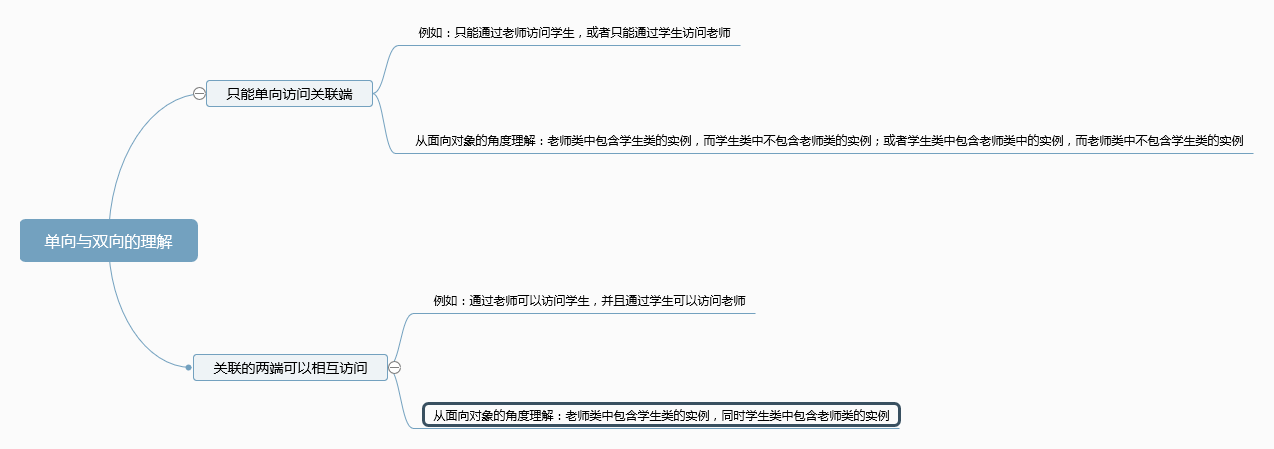 例如：只能通过老师访问学生，或者只能通过学生访问老师
只能单向访问关联端
从面向对象的角度理解：老师类中包含学生类的实例，而学生类中不包含老师类的实例；或者学生类中包含老师类中的实例，而老师类中不包含学生类的实例
单向与双向的理解
例如：通过老师可以访问学生，并且通过学生可以访问老师
关联的两端可以相互访问
从面向对象的角度理解：老师类中包含学生类的实例，同时学生类中包含老师类的实例